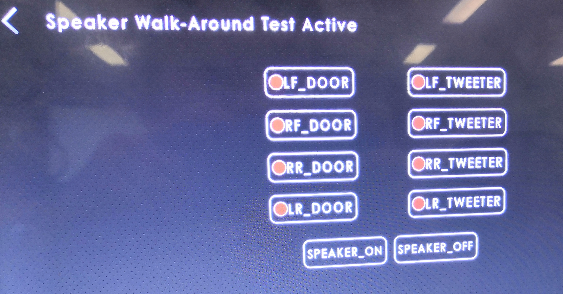 Speaker Walk-Around Test Active
LF_DOOR LF_TWEETER
RF_DOOR RF_TWEETER
RR_DOOR RR_TWEETER
LR_DOOR LR_TWEETER
SPEAKER_ON SPEAKER_OFF